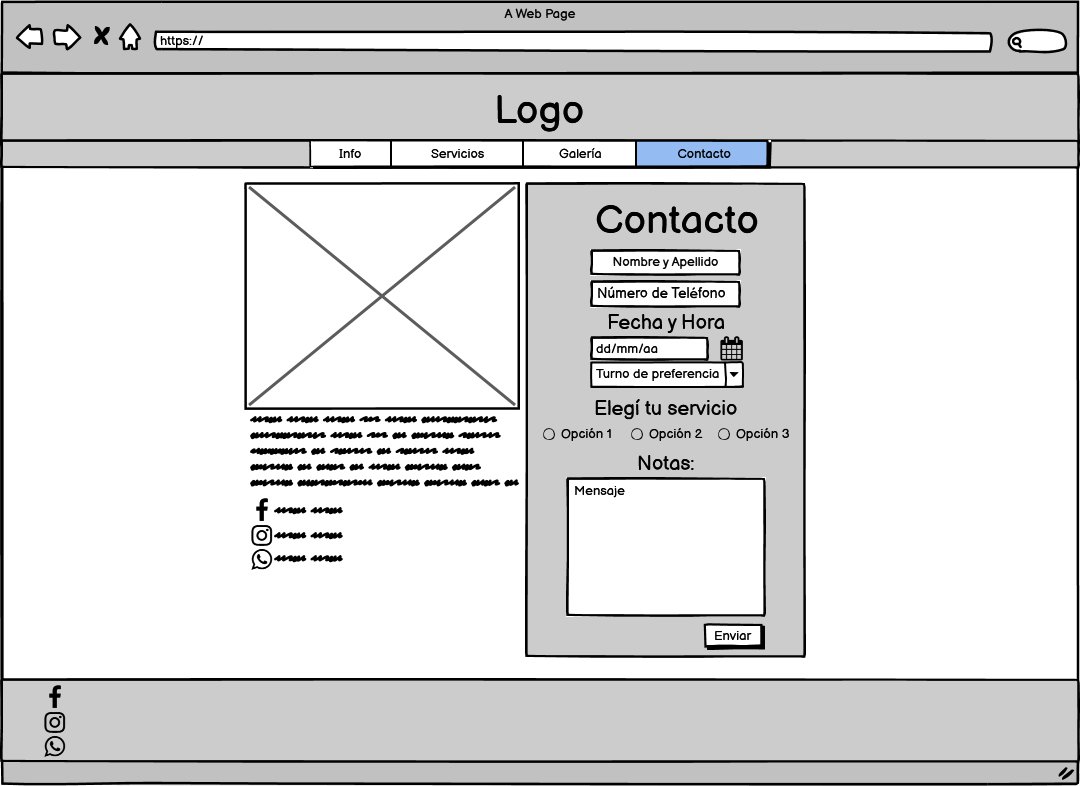 A Web Page
https://
Logo
Info
Servicios
Galería
Contacto
Contacto
Nombre y Apellido
Número de Teléfono
Fecha y Hora
dd/mm/aa
Turno de preferencia
Elegí tu servicio
Opción 1
Opción 2
Opción 3
Notas:
Mensaje
Enviar